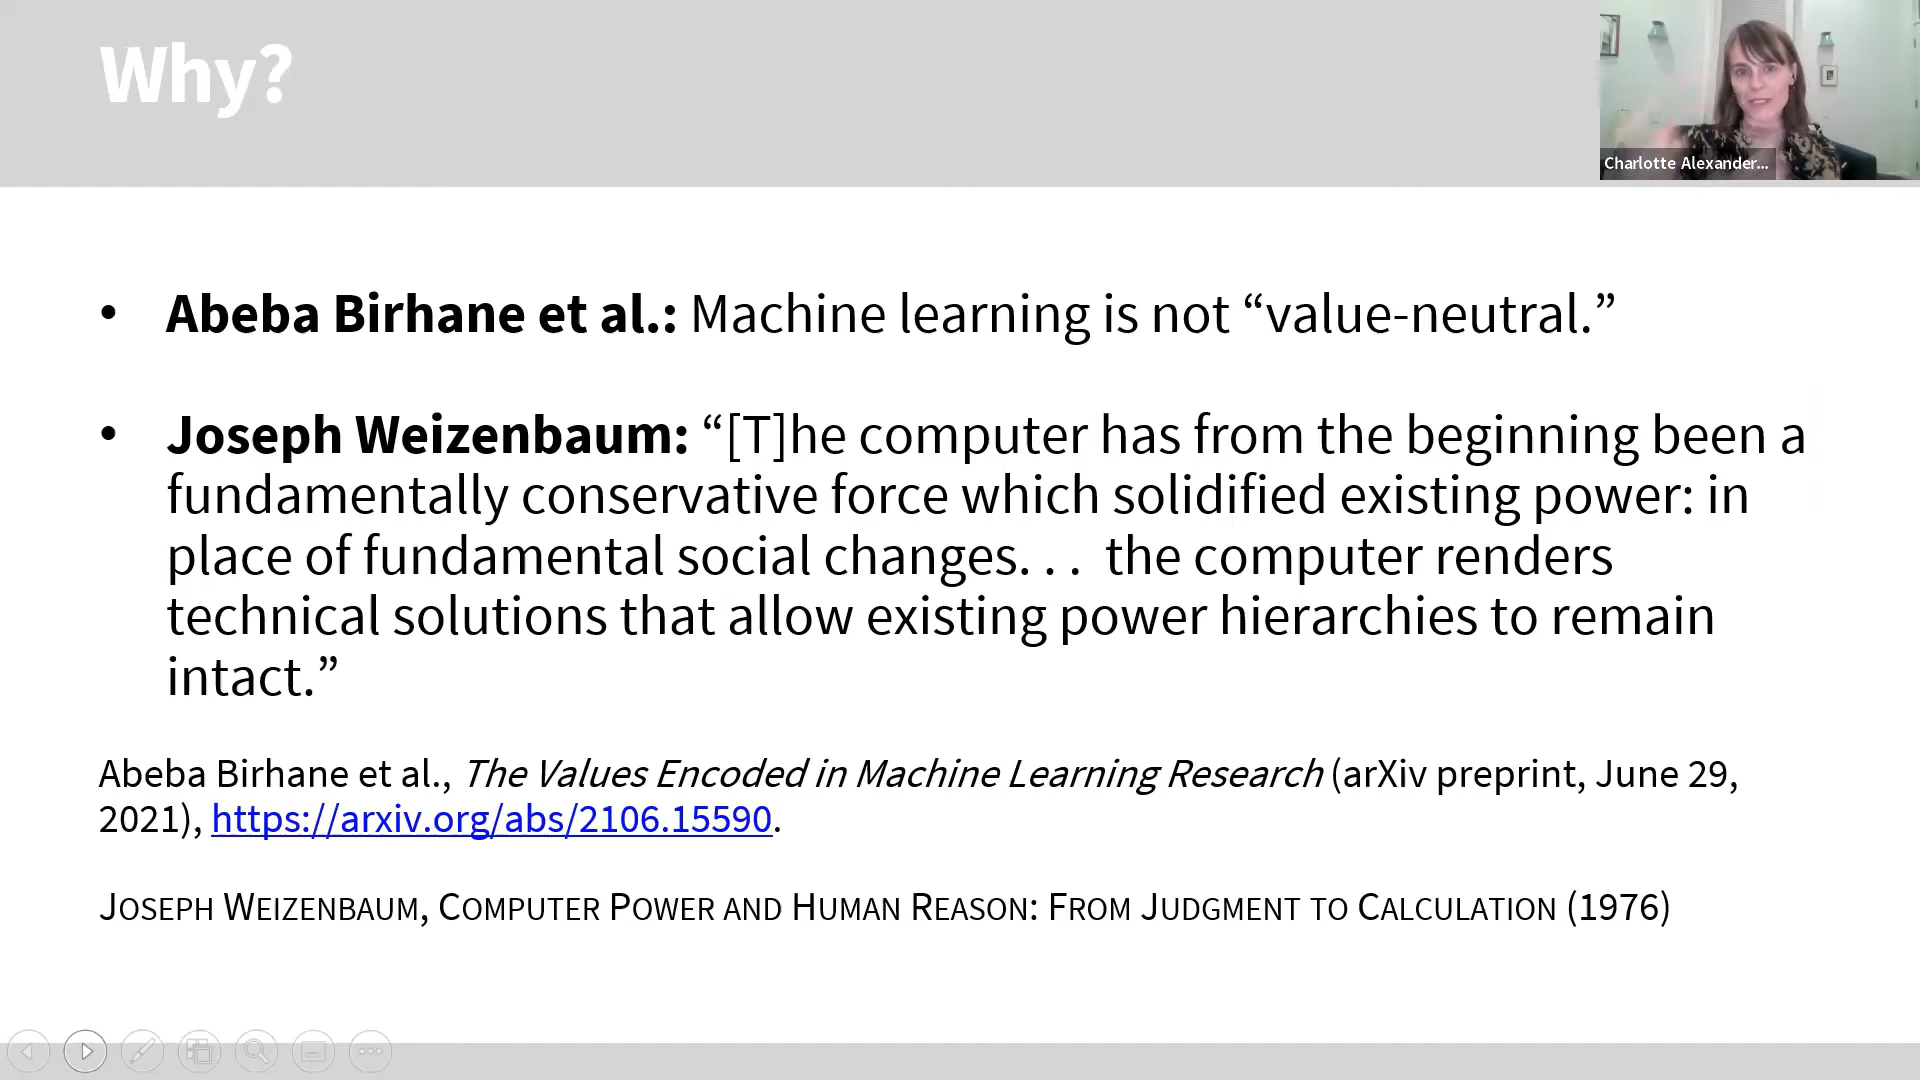 Why?
Charlotte Alexander...
• Abeba Birhane et al.: Machine learning is not “value-neutral.”
• Joseph Weizenbaum: “[T]he computer has from the beginning been a
fundamentally conservative force which solidified existing power: in
place of fundamental social changes. . .  the computer renders
technical solutions that allow existing power hierarchies to remain
intact.”
Abeba Birhane et al., The Values Encoded in Machine Learning Research (arXiv preprint, June 29,
2021), https://arxiv.org/abs/2106.15590.
JOSEPH WEIZENBAUM, COMPUTER POWER AND HUMAN REASON: FROM JUDGMENT TO CALCULATION (1976)